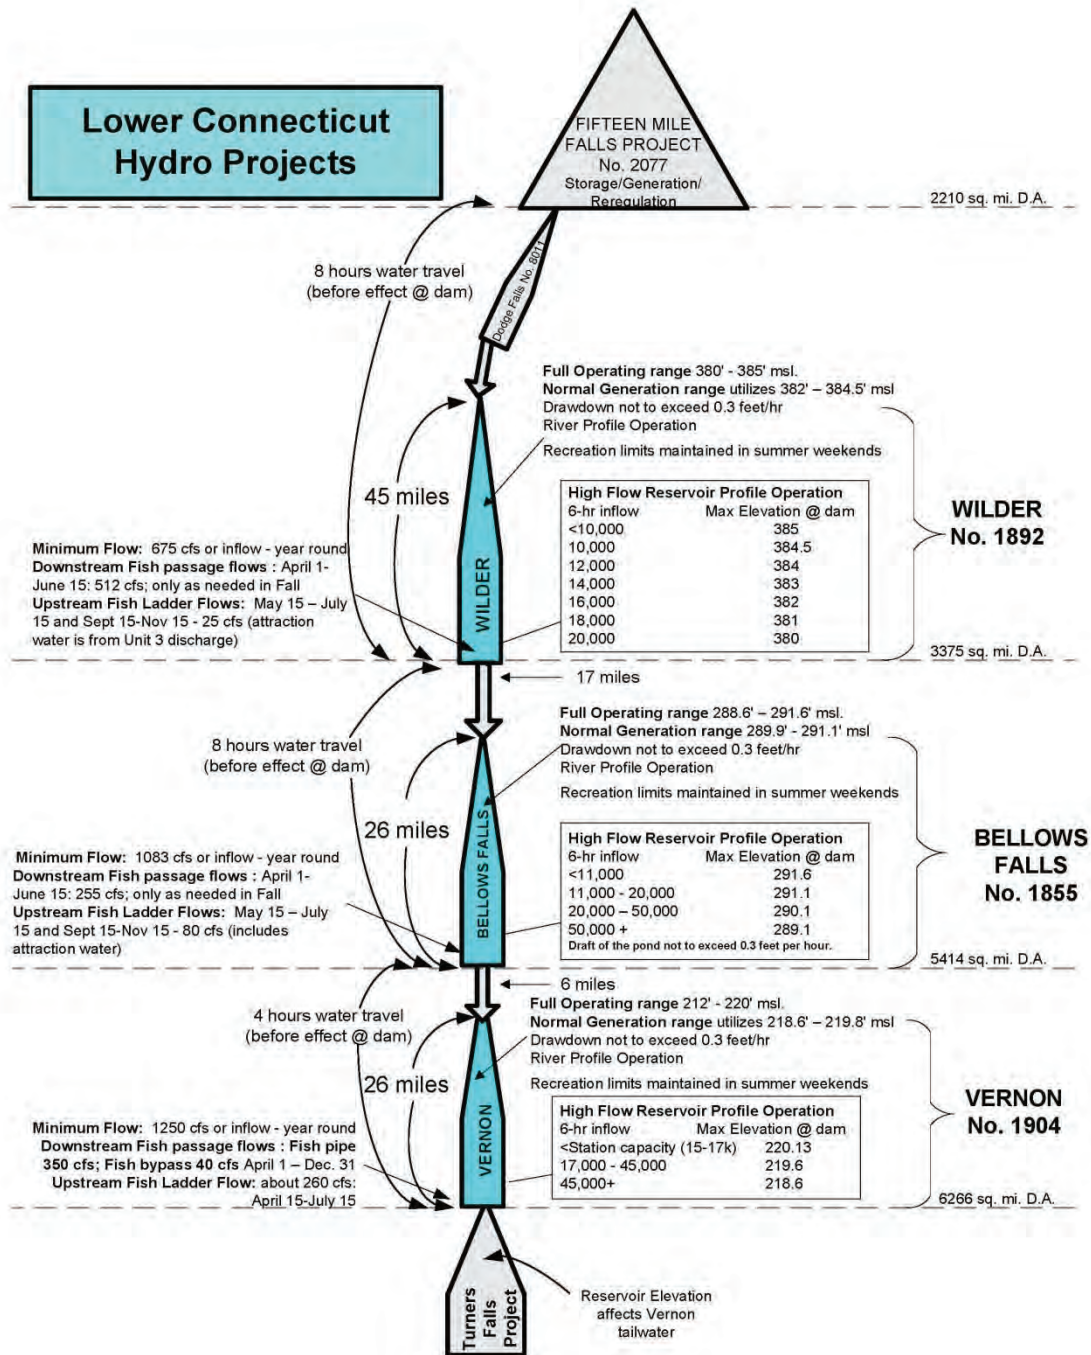 Lower Connecticut
Hydro Projects
FIFTEEN MILE
FALLS PROJECT
No. 2077
Storage/Generation/
Reregulation
2210 sq. mi. D.A.
8 hours water travel
(before effect @ dam)
Dodge Falls No. 8011
Full Operating range 380' - 385' msl.
Normal Generation range utilizes 382' – 384.5' msl
Drawdown not to exceed 0.3 feet/hr
River Profile Operation
Recreation limits maintained in summer weekends
45 miles
High Flow Reservoir Profile Operation
6-hr inflow Max Elevation @ dam
<10,000 385
10,000 384.5
12,000 384
14,000 383
16,000 382
18,000 381
20,000 380
WILDER
No. 1892
Minimum Flow: 675 cfs or inflow - year round
Downstream Fish passage flows : April 1-
June 15: 512 cfs; only as needed in Fall
Upstream Fish Ladder Flows: May 15 – July
15 and Sept 15-Nov 15 - 25 cfs (attraction
water is from Unit 3 discharge)
WILDER
3375 sq. mi. D.A.
17 miles
8 hours water travel
(before effect @ dam)
Full Operating range 288.6' – 291.6' msl.
Normal Generation range 289.9' - 291.1' msl
Drawdown not to exceed 0.3 feet/hr
River Profile Operation
Recreation limits maintained in summer weekends
26 miles
High Flow Reservoir Profile Operation
6-hr inflow Max Elevation @ dam
<11,000 291.6
11,000 - 20,000 291.1
20,000 – 50,000 290.1
50,000 + 289.1
Draft of the pond not to exceed 0.3 feet per hour.
BELLOWS
FALLS
No. 1855
Minimum Flow: 1083 cfs or inflow - year round
Downstream Fish passage flows : April 1-
June 15: 255 cfs; only as needed in Fall
Upstream Fish Ladder Flows: May 15 – July
15 and Sept 15-Nov 15 - 80 cfs (includes
attraction water)
BELLOWS FALLS
5414 sq. mi. D.A.
6 miles
4 hours water travel
(before effect @ dam)
Full Operating range 212' - 220' msl.
Normal Generation range utilizes 218.6' – 219.8' msl
Drawdown not to exceed 0.3 feet/hr
River Profile Operation
Recreation limits maintained in summer weekends
26 miles
High Flow Reservoir Profile Operation
6-hr inflow Max Elevation @ dam
<Station capacity (15-17k) 220.13
17,000 - 45,000 219.6
45,000+ 218.6
VERNON
No. 1904
Minimum Flow: 1250 cfs or inflow - year round
Downstream Fish passage flows : Fish pipe
350 cfs; Fish bypass 40 cfs April 1 – Dec. 31
Upstream Fish Ladder Flow: about 260 cfs:
April 15-July 15
VERNON
6266 sq. mi. D.A.
Turners
Falls
Project
Reservoir Elevation
affects Vernon
tailwater